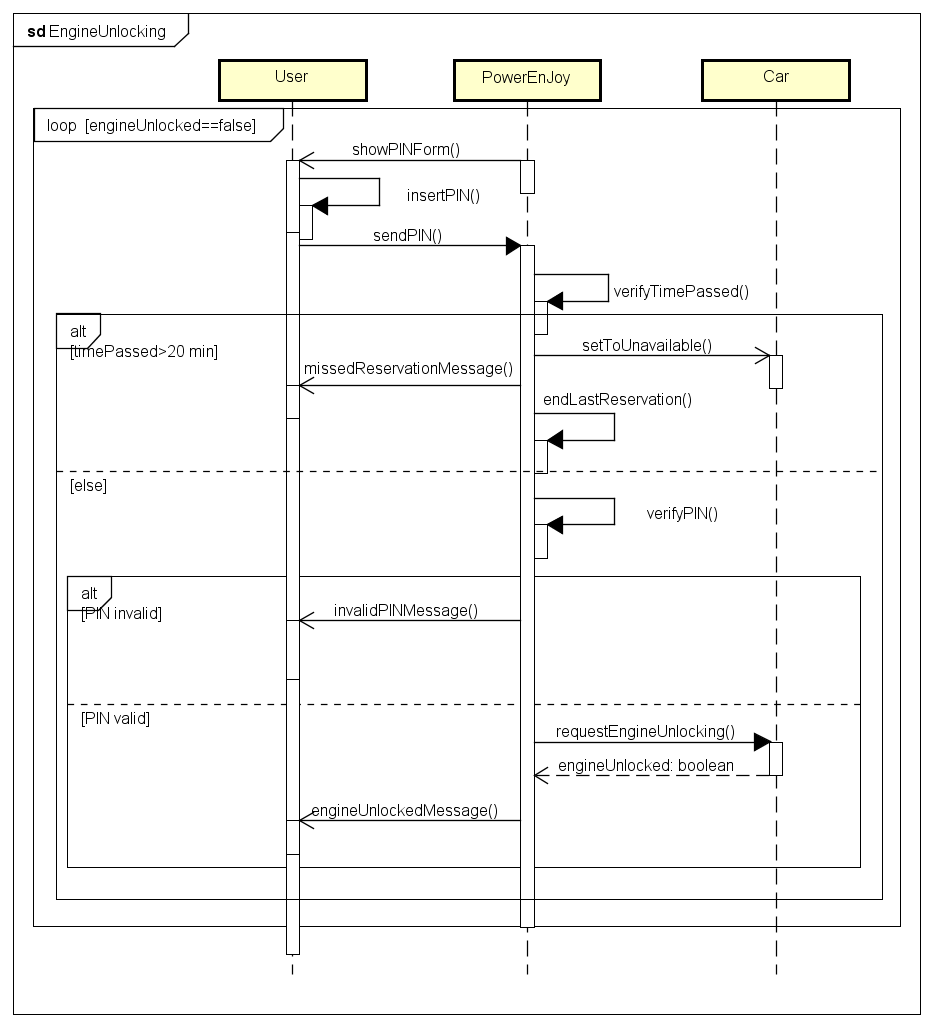 sd EngineUnlocking
User
PowerEnJoy
Car
loop [engineUnlocked==false]
showPINForm()
insertPIN()
sendPIN()
verifyTimePassed()
alt
[timePassed>20 min]
setToUnavailable()
missedReservationMessage()
endLastReservation()
[else]
verifyPIN()
alt
[PIN invalid]
invalidPINMessage()
[PIN valid]
requestEngineUnlocking()
engineUnlocked: boolean
engineUnlockedMessage()